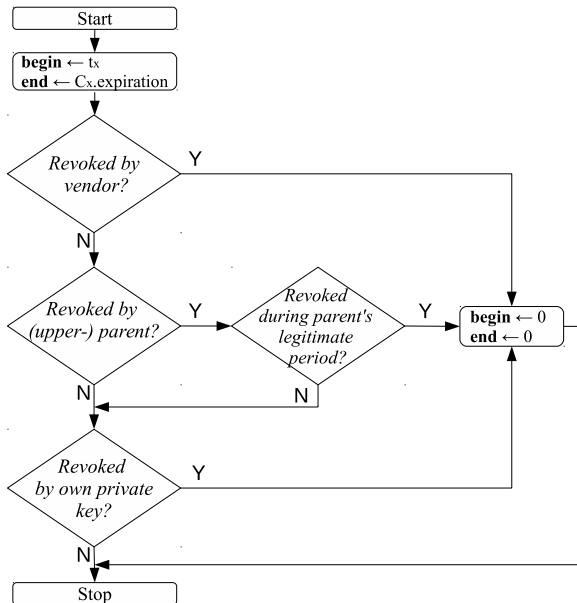 Start
begin ← tx
end ← Cx.expiration
Revoked by
vendor?
Y
N
Revoked by
(upper-) parent?
Y
Revoked
during parent's
legitimate
period?
Y
begin ← 0
end ← 0
N
N
Revoked
by own private
key?
Y
N
Stop